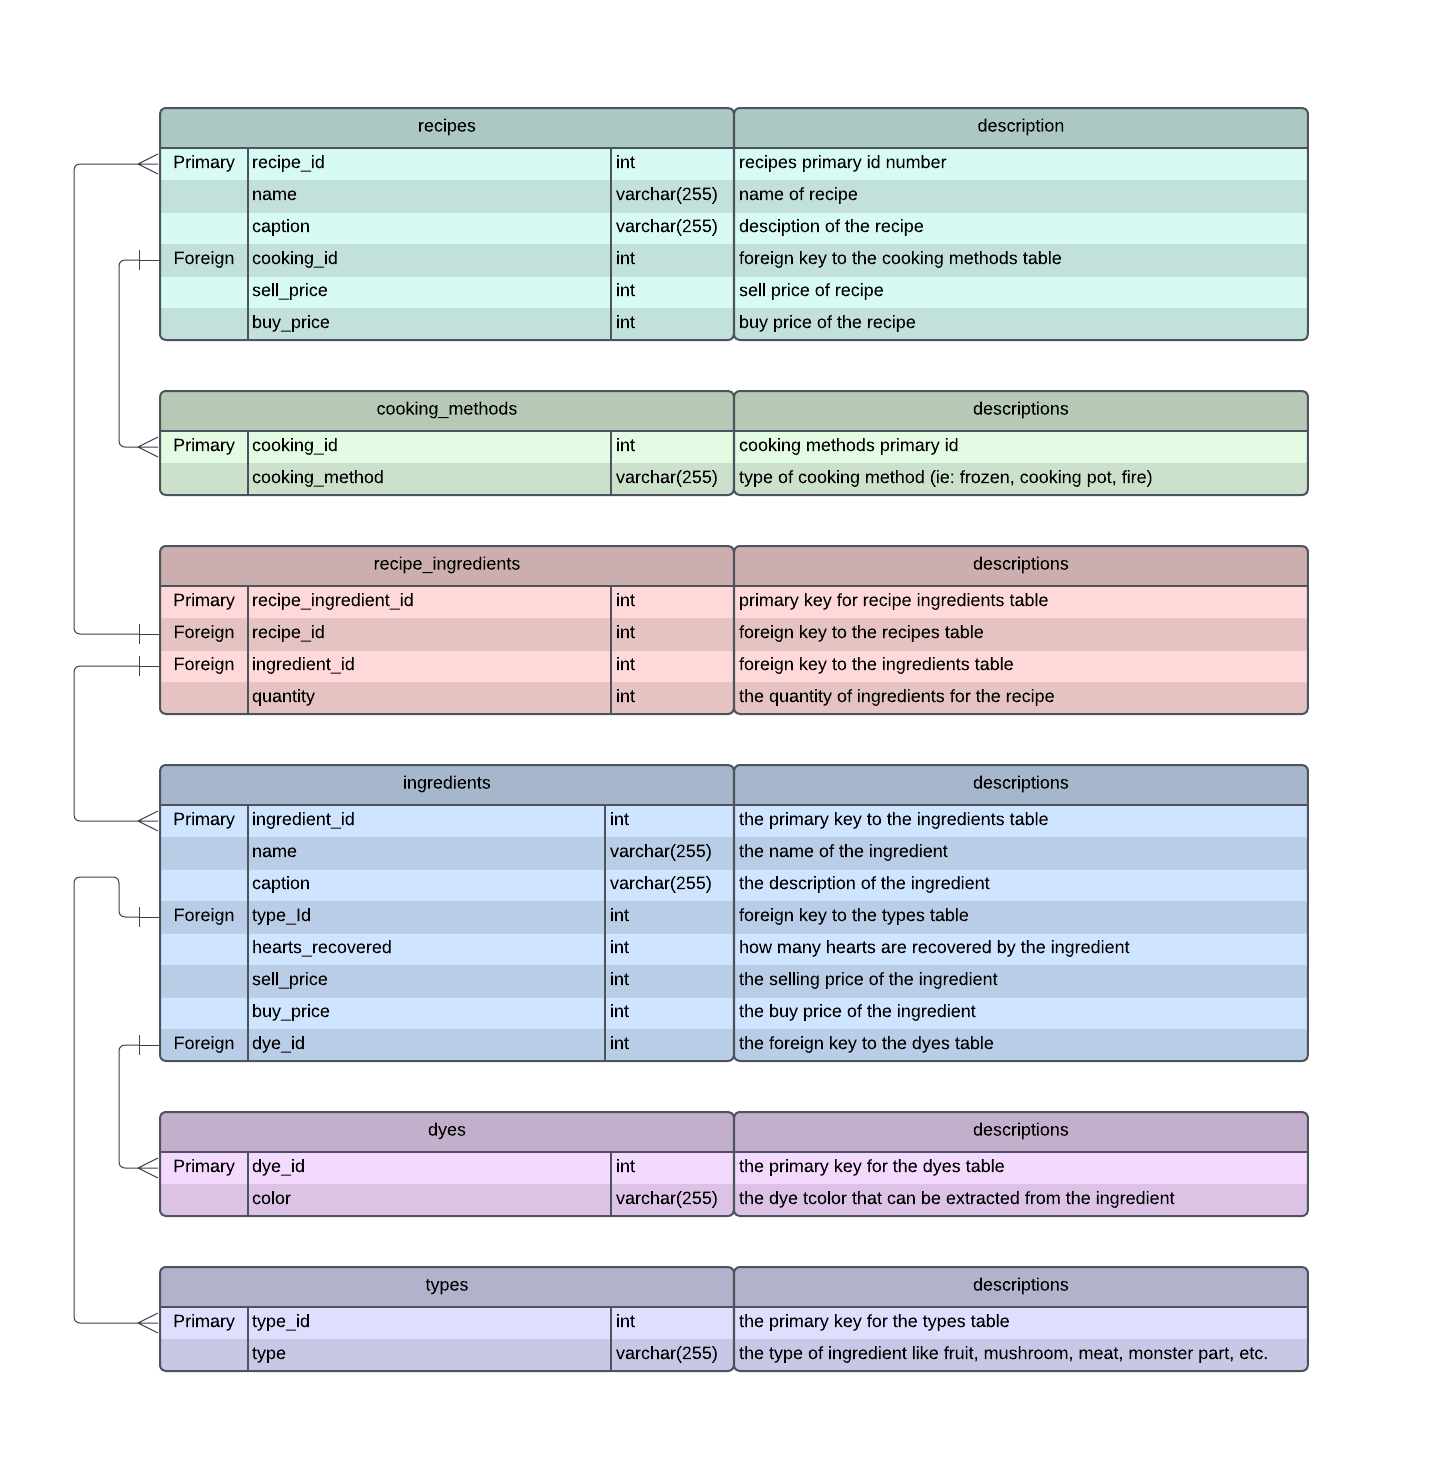 recipes description
Primary recipe_id int recipes primary id number
name varchar(255) name of recipe
caption varchar(255) desciption of the recipe
Foreign cooking_id int foreign key to the cooking methods table
sell_price int sell price of recipe
buy_price int buy price of the recipe
cooking_methods descriptions
Primary cooking_id int cooking methods primary id
cooking_method varchar(255) type of cooking method (ie: frozen, cooking pot, fire)
recipe_ingredients descriptions
Primary recipe_ingredient_id int primary key for recipe ingredients table
Foreign recipe_id int foreign key to the recipes table
Foreign ingredient_id int foreign key to the ingredients table
quantity int the quantity of ingredients for the recipe
ingredients descriptions
Primary ingredient_id int the primary key to the ingredients table
name varchar(255) the name of the ingredient
caption varchar(255) the description of the ingredient
Foreign type_Id int foreign key to the types table
hearts_recovered int how many hearts are recovered by the ingredient
sell_price int the selling price of the ingredient
buy_price int the buy price of the ingredient
Foreign dye_id int the foreign key to the dyes table
dyes descriptions
Primary dye_id int the primary key for the dyes table
color varchar(255) the dye tcolor that can be extracted from the ingredient
types descriptions
Primary type_id int the primary key for the types table
type varchar(255) the type of ingredient like fruit, mushroom, meat, monster part, etc.